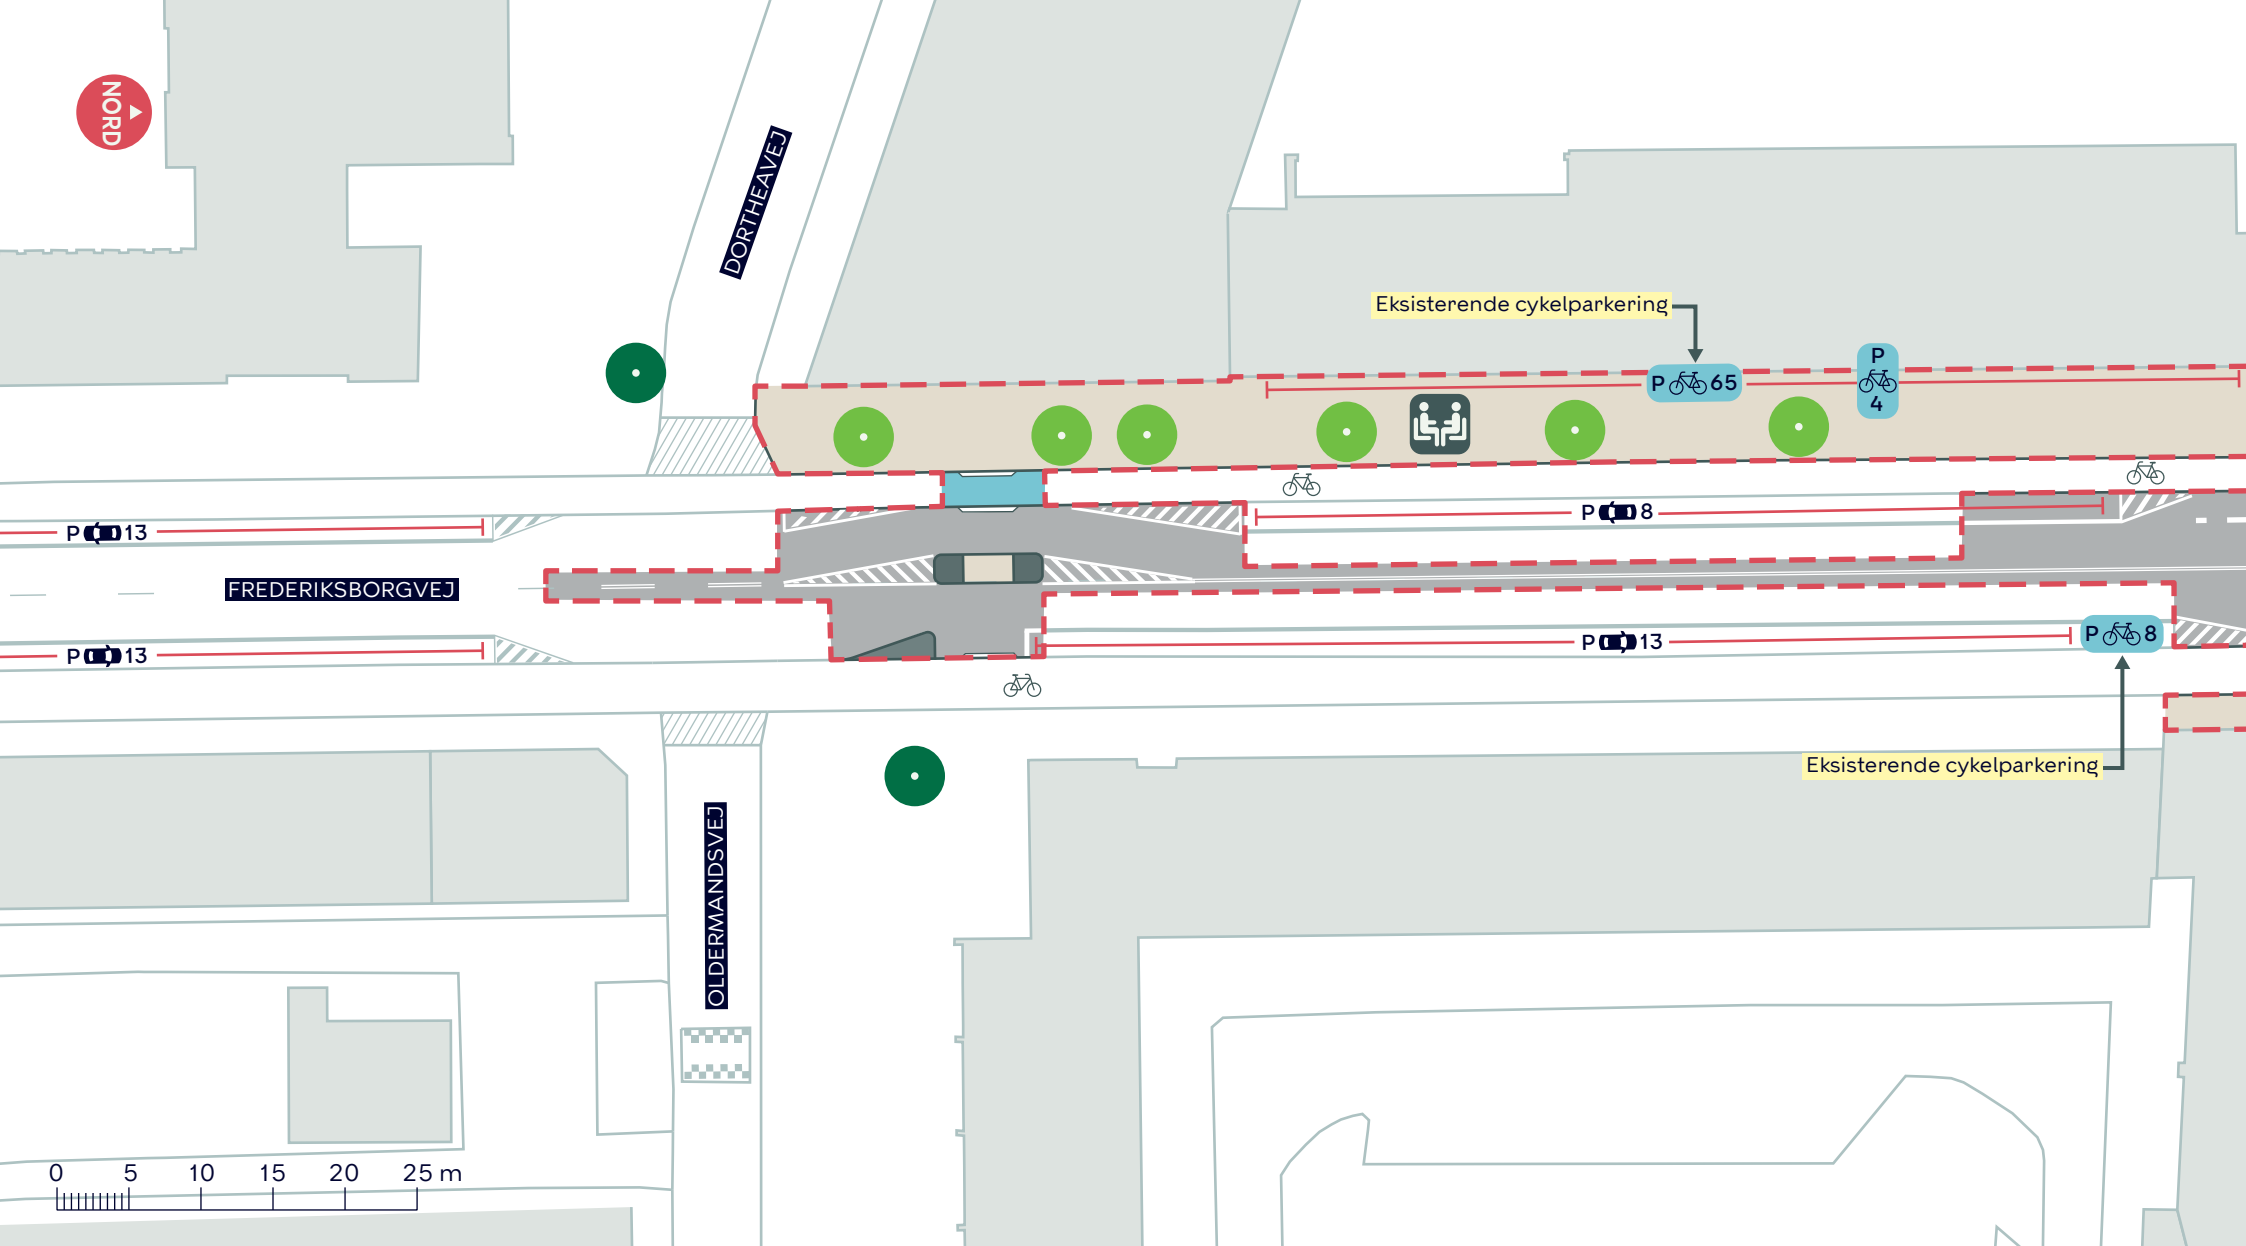 NORD
DORTHEAVEJ
Eksisterende cykelparkering
P 65
P
4
P 13
P 8
FREDERIKSBORGVEJ
P 13
P 13
P 8
Eksisterende cykelparkering
OLDERMANDSVEJ
0 5 10 15 20 25 m